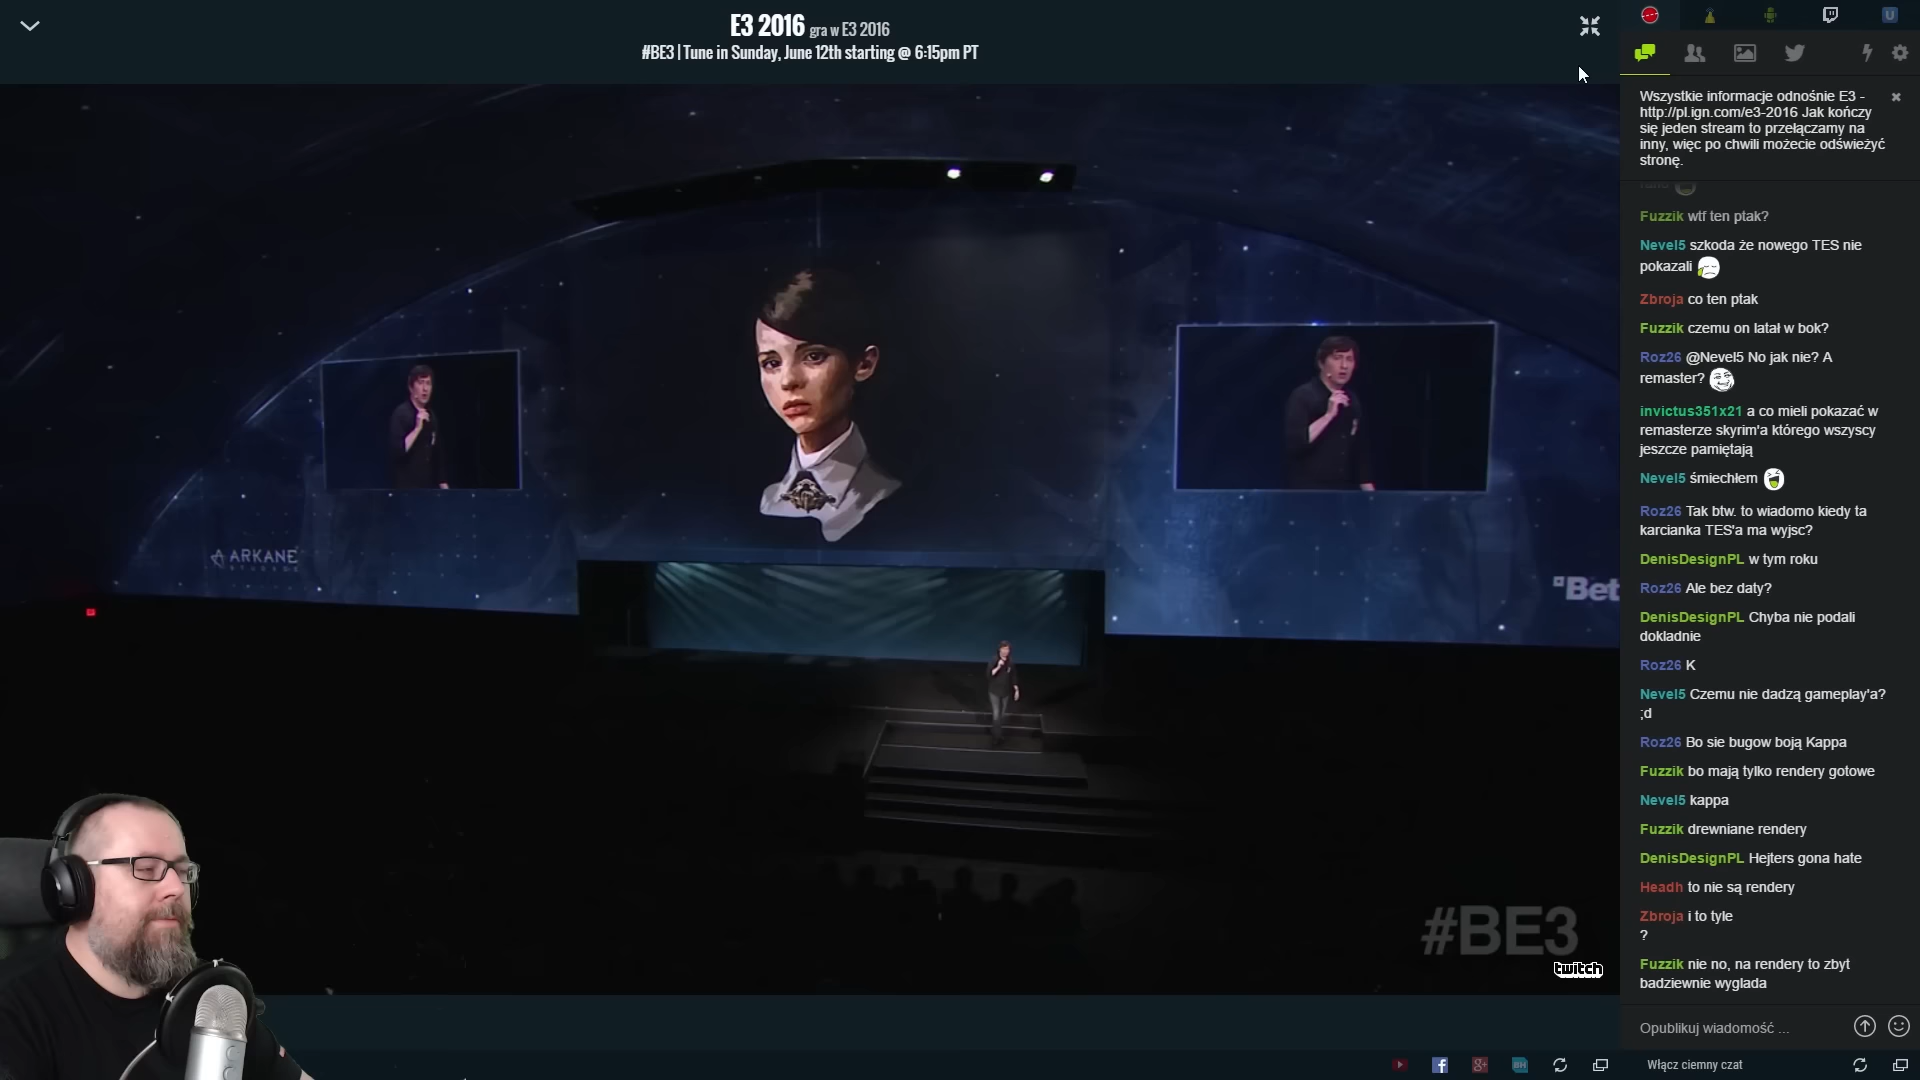 E3 2016 gra w E3 2016
#BE3 | Tune in Sunday, June 12th starting @ 6:15pm PT
ARKANE
STUDIOS
"Bet
#BE3
twitch
Wszystkie informacje odnośnie E3 -
http://pl.ign.com/e3-2016 Jak kończy
się jeden stream to przełączamy na
inny, więc po chwili możecie odświeżyć
stronę.
Fuzzik wtf ten ptak?
Nevel5 szkoda że nowego TES nie
pokazali
Zbroja co ten ptak
Fuzzik czemu on latał w bok?
Roz26 @Nevel5 No jak nie? A
remaster?
invictus351x21 a co mieli pokazać w
remasterze skyrim'a którego wszyscy
jeszcze pamiętają
Nevel5 śmiechłem
Roz26 Tak btw. to wiadomo kiedy ta
karcianka TES'a ma wyjsc?
DenisDesignPL w tym roku
Roz26 Ale bez daty?
DenisDesignPL Chyba nie podali
dokladnie
Roz26 K
Nevel5 Czemu nie dadzą gameplay'a?
;d
Roz26 Bo sie bugow boją Kappa
Fuzzik bo mają tylko rendery gotowe
Nevel5 kappa
Fuzzik drewniane rendery
DenisDesignPL Hejters gona hate
Headh to nie są rendery
Zbroja i to tyle
?
Fuzzik nie no, na rendery to zbyt
badziewnie wyglada
Opublikuj wiadomość ...
Włącz ciemny czat